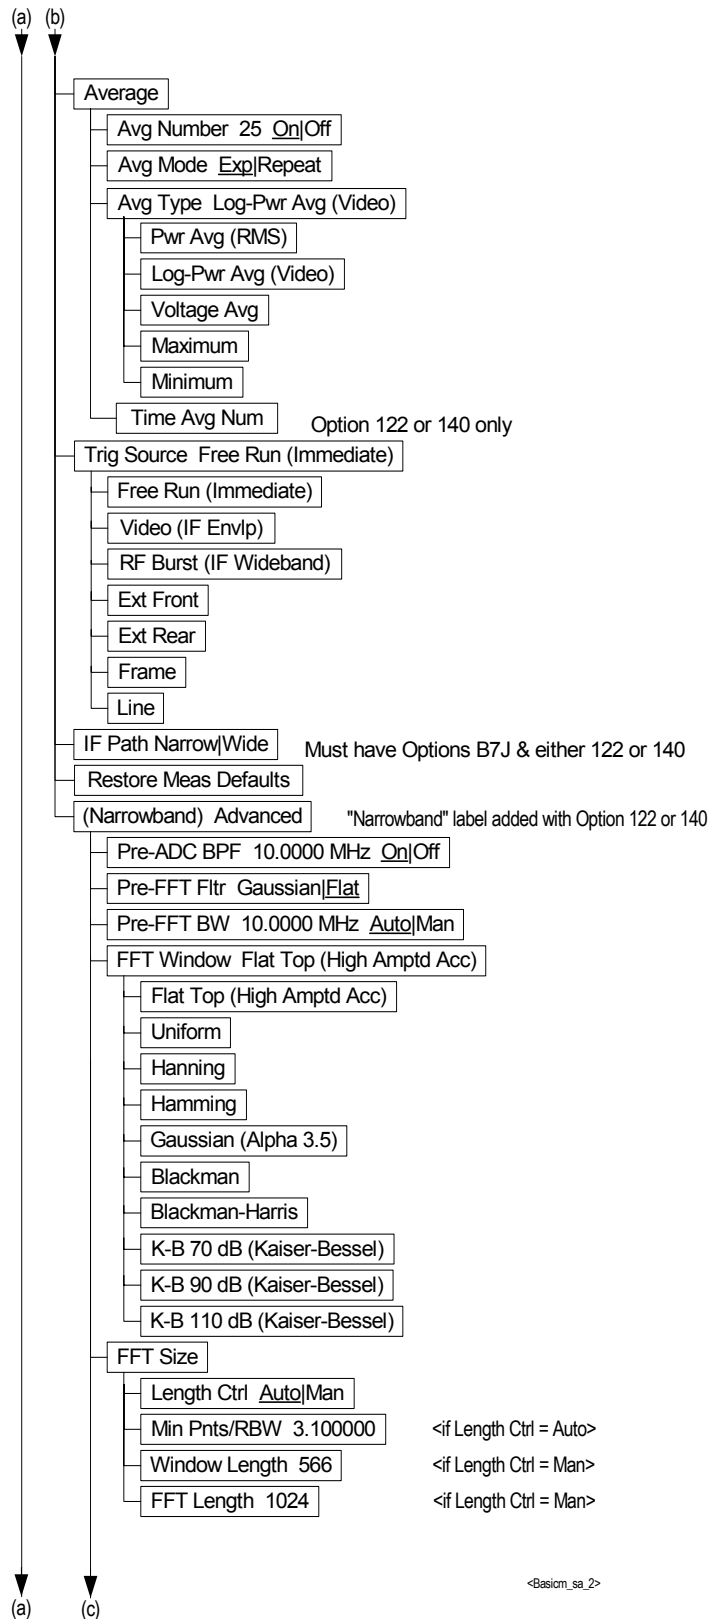 (a) (b)
Average
Avg Number 25 On|Off
Avg Mode Exp|Repeat
Avg Type Log-Pwr Avg (Video)
Pwr Avg (RMS)
Log-Pwr Avg (Video)
Voltage Avg
Maximum
Minimum
Time Avg Num Option 122 or 140 only
Trig Source Free Run (Immediate)
Free Run (Immediate)
Video (IF Envlp)
RF Burst (IF Wideband)
Ext Front
Ext Rear
Frame
Line
IF Path Narrow|Wide Must have Options B7J & either 122 or 140
Restore Meas Defaults
(Narrowband) Advanced "Narrowband" label added with Option 122 or 140
Pre-ADC BPF 10.0000 MHz On|Off
Pre-FFT Fltr Gaussian|Flat
Pre-FFT BW 10.0000 MHz Auto|Man
FFT Window Flat Top (High Amptd Acc)
Flat Top (High Amptd Acc)
Uniform
Hanning
Hamming
Gaussian (Alpha 3.5)
Blackman
Blackman-Harris
K-B 70 dB (Kaiser-Bessel)
K-B 90 dB (Kaiser-Bessel)
K-B 110 dB (Kaiser-Bessel)
FFT Size
Length Ctrl Auto|Man
Min Pnts/RBW 3.100000 <if Length Ctrl = Auto>
Window Length 566 <if Length Ctrl = Man>
FFT Length 1024 <if Length Ctrl = Man>
<Basicm_sa_2>
(a) (c)